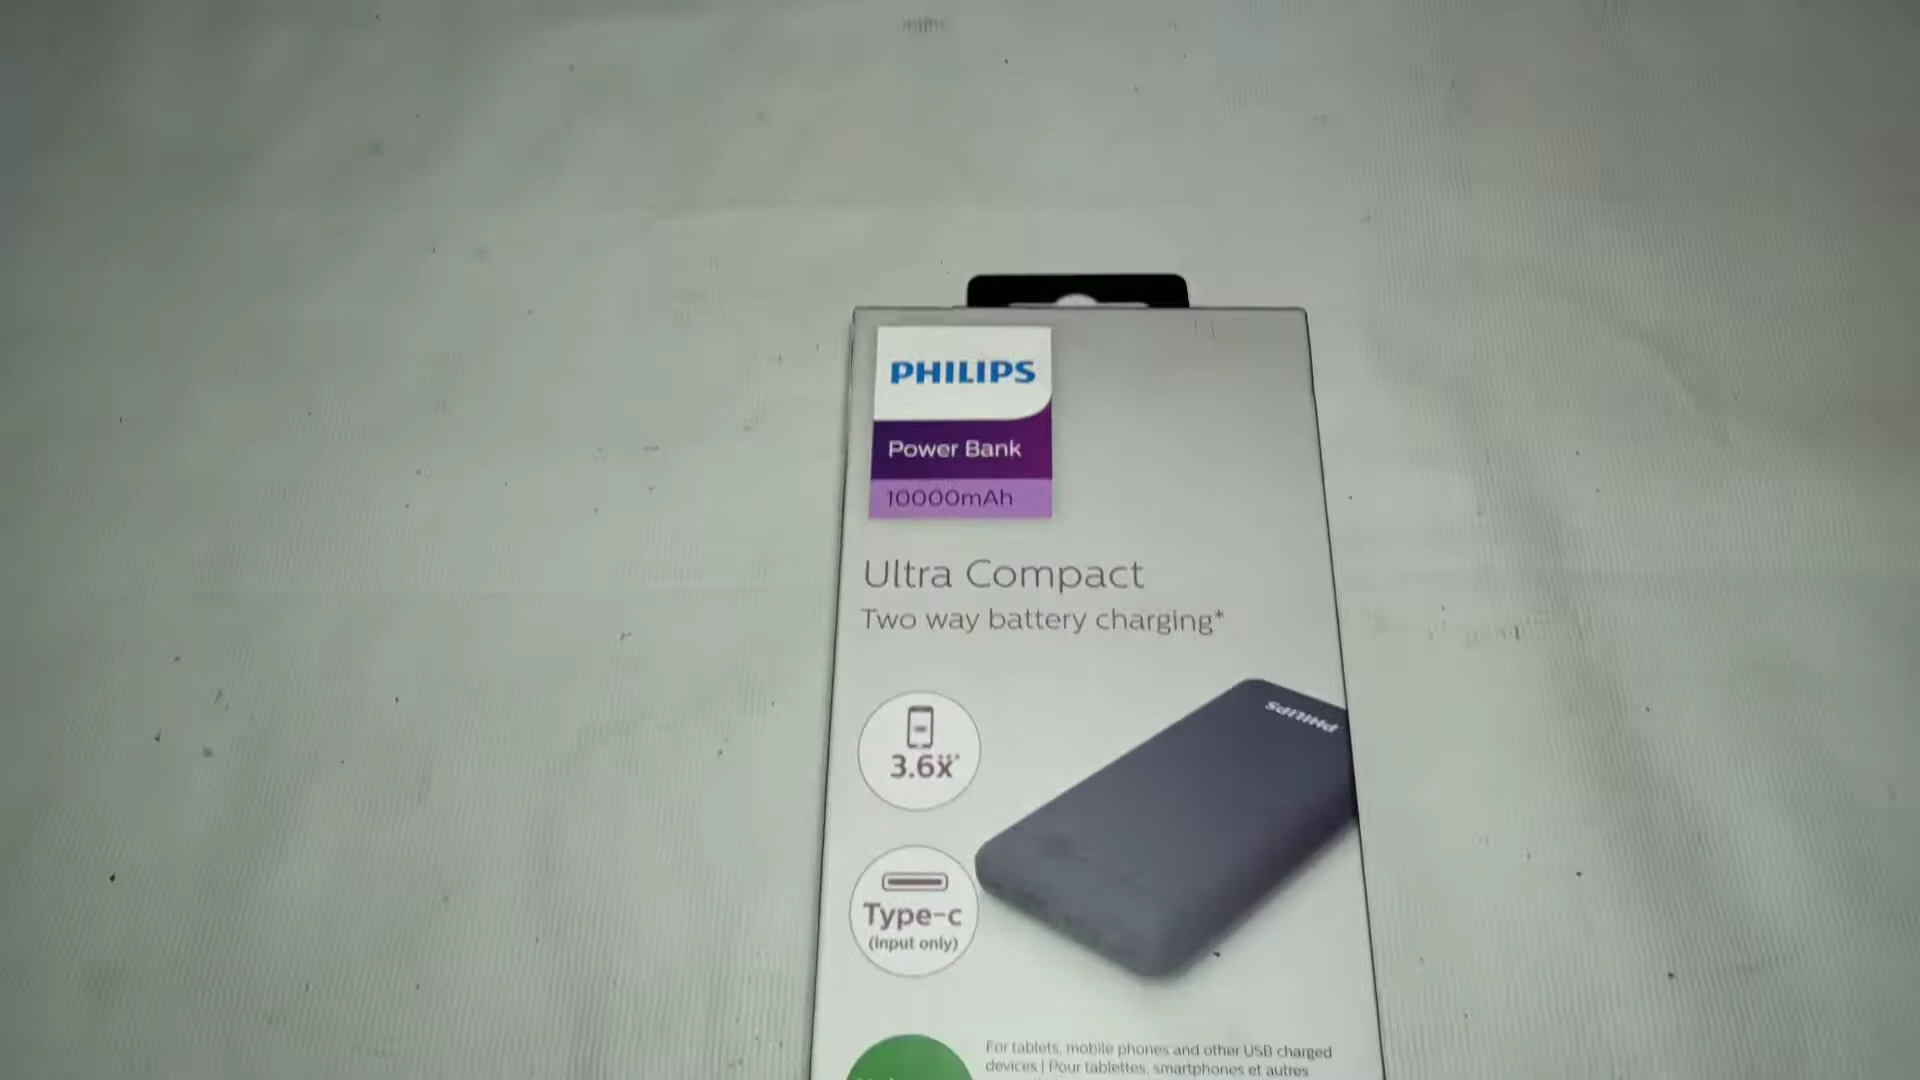 PHILIPS
Power Bank
10000mAh
Ultra Compact
Two way battery charging*
PHILIPS
3.6x
Type-c
(input only)
For tablets, mobile phones and other USB charged
devices | Pour tablettes, smartphones et autres